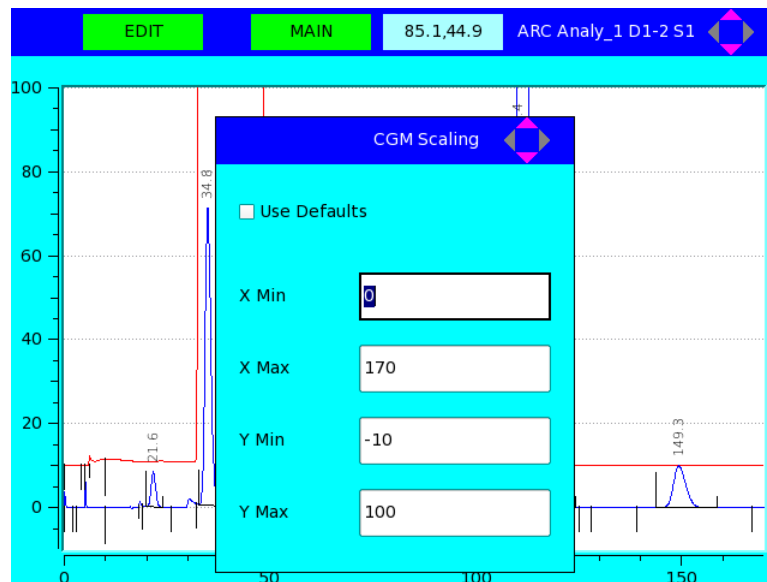 EDIT MAIN 85.1,44.9 ARC Analy_1 D1-2 S1
CGM Scaling
Use Defaults
X Min 0
X Max 170
Y Min -10
Y Max 100
100
80
60
40
20
0
21.6
34.8
149.3
0 50 100 150